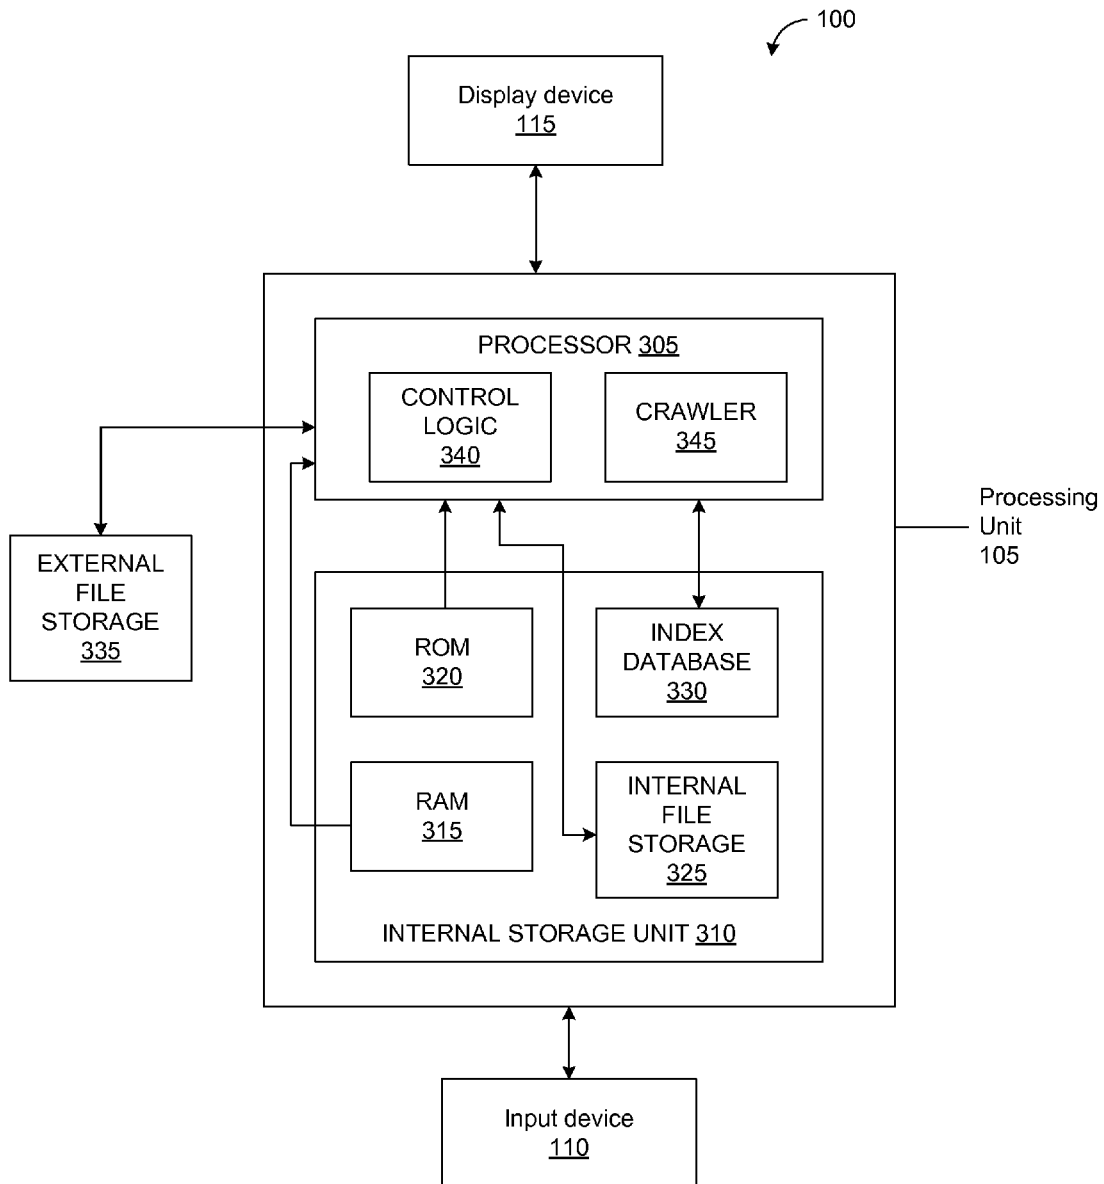 100
Display device
115
PROCESSOR 305
CONTROL
LOGIC
340
CRAWLER
345
Processing
Unit
105
EXTERNAL
FILE
STORAGE
335
ROM
320
INDEX
DATABASE
330
RAM
315
INTERNAL
FILE
STORAGE
325
INTERNAL STORAGE UNIT 310
Input device
110